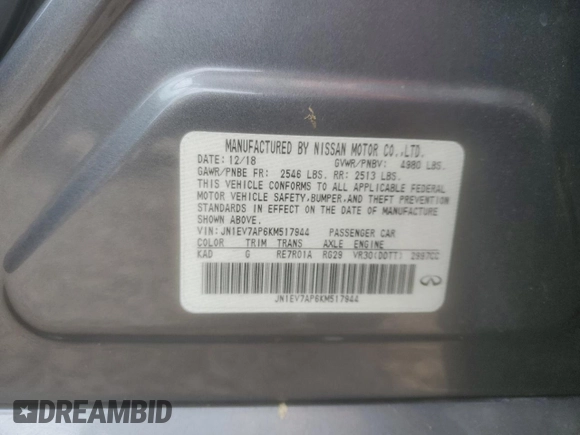 MANUFACTURED BY NISSAN MOTOR CO.,LTD.
DATE: 12/18 GVWR/PNBV: 4980 LBS.
GAWR/PNBE FR: 2546 LBS. RR: 2513 LBS.
THIS VEHICLE CONFORMS TO ALL APPLICABLE FEDERAL
MOTOR VEHICLE SAFETY,BUMPER,AND THEFT PREVENTION
STANDARDS IN EFFECT ON THE DATE OF MANUFACTURE
SHOWN ABOVE.
VIN: JN1EV7AP6KM517944 PASSENGER CAR
COLOR TRIM TRANS AXLE ENGINE
KAD G RE7R01A RG29 VR30(DDTT) 2997CC
JN1EV7AP6KM517944
DREAMBID